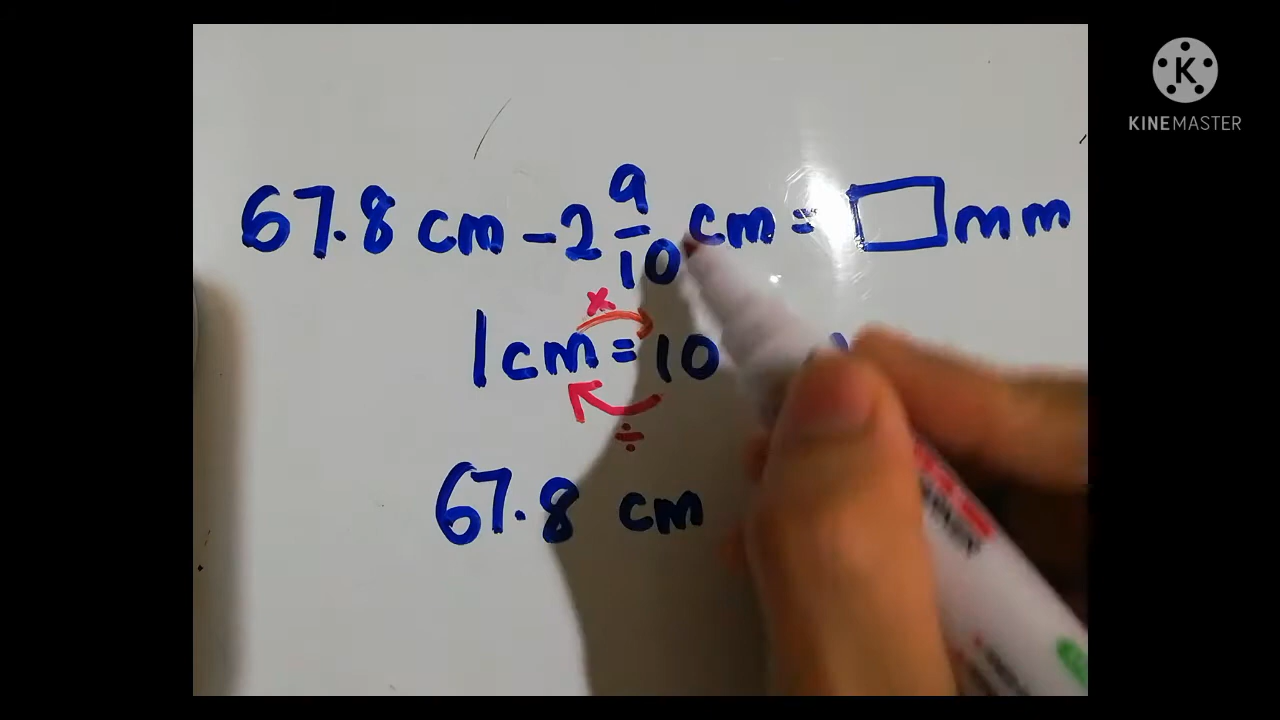 K
KINEMASTER
67.8 cm - 2 9/10 cm = □ mm
×
1 cm = 10
÷
67.8 cm